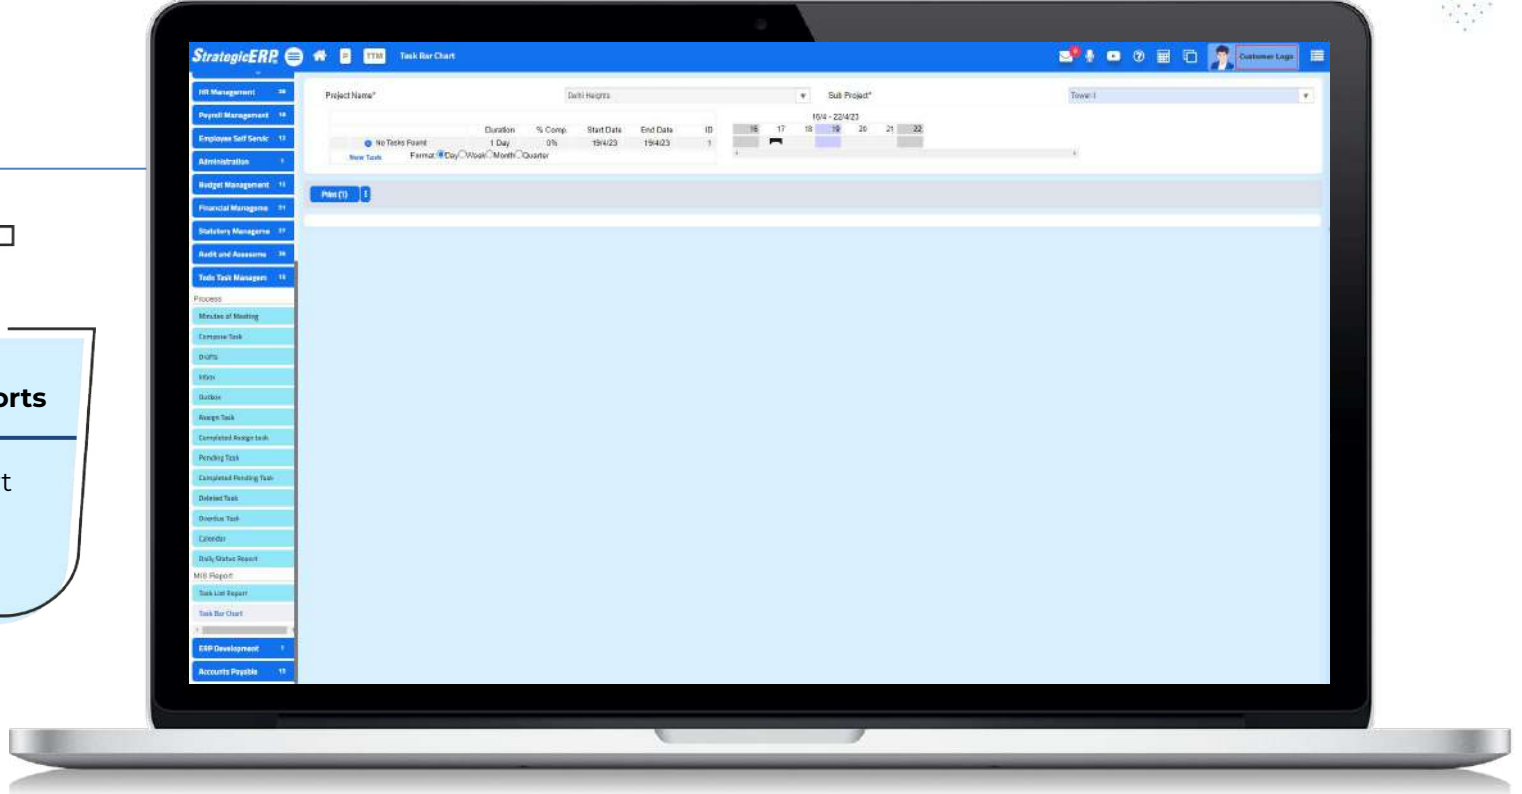 StrategicERP TTM Task Bar Chart Customer Logo
HR Management
Payroll Management
Employee Self Servic
Administration
Budget Management
Financial Manageme
Statutory Manageme
Audit and Assessme
Todo Task Managem
Process
Minutes of Meeting
Compose Task
Drafts
Inbox
Outbox
Assign Task
Completed Assign task
Pending Task
Completed Pending Task
Deleted Task
Overdue Task
Calendar
Daily Status Report
MIS Report
Task List Report
Task Bar Chart
ERP Development
Accounts Payable
Project Name* Delhi Heights Sub Project* Tower-1
16/4 - 22/4/23
Duration % Comp. Start Date End Date ID 16 17 18 19 20 21 22
No Tasks Found 1 Day 0% 19/4/23 19/4/23 1
New Task Format: Day Week Month Quarter
Print (1)
orts
t